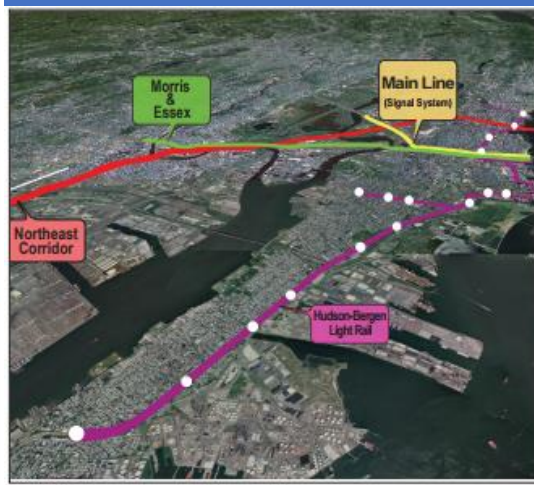 Morris
&
Essex
Main Line
(Signal System)
Northeast
Corridor
Hudson-Bergen
Light Rail